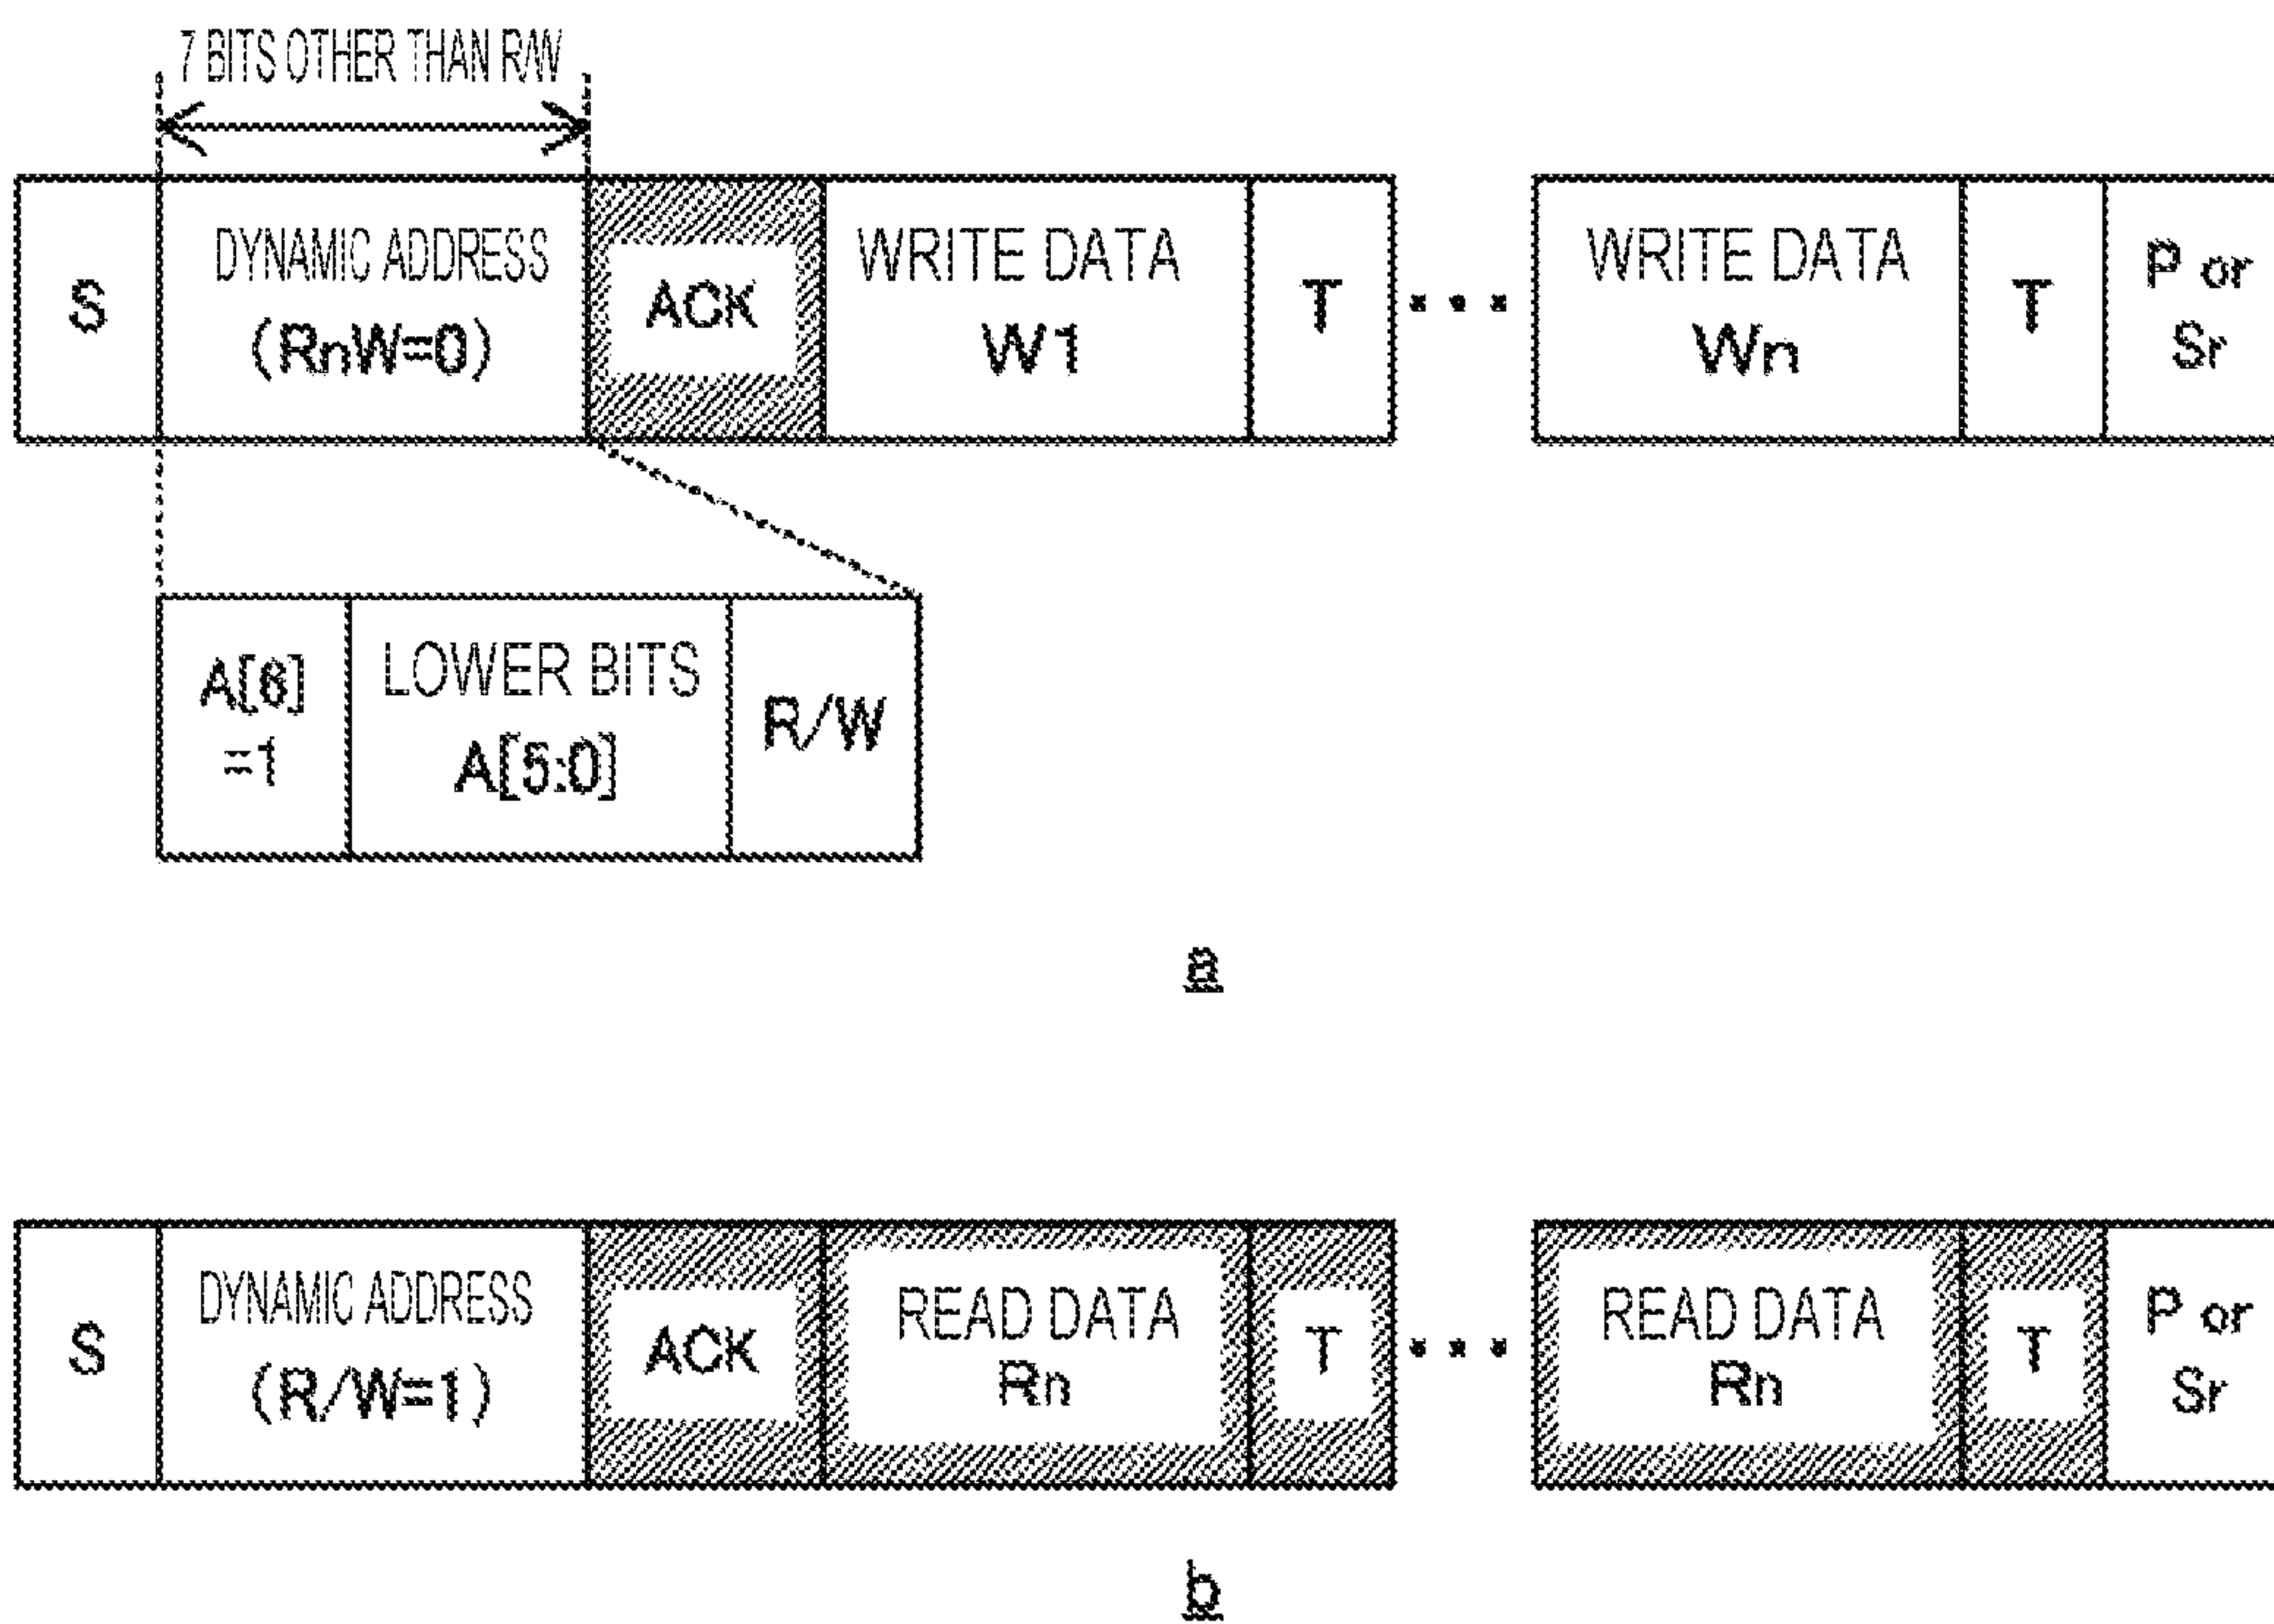 7 BITS OTHER THAN R/W
S
DYNAMIC ADDRESS
(RnW=0)
ACK
WRITE DATA
W1
T
...
WRITE DATA
Wn
T
P or
Sr
A[6]
=1
LOWER BITS
A[5:0]
R/W
a
S
DYNAMIC ADDRESS
(R/W=1)
ACK
READ DATA
Rn
T
...
READ DATA
Rn
T
P or
Sr
b